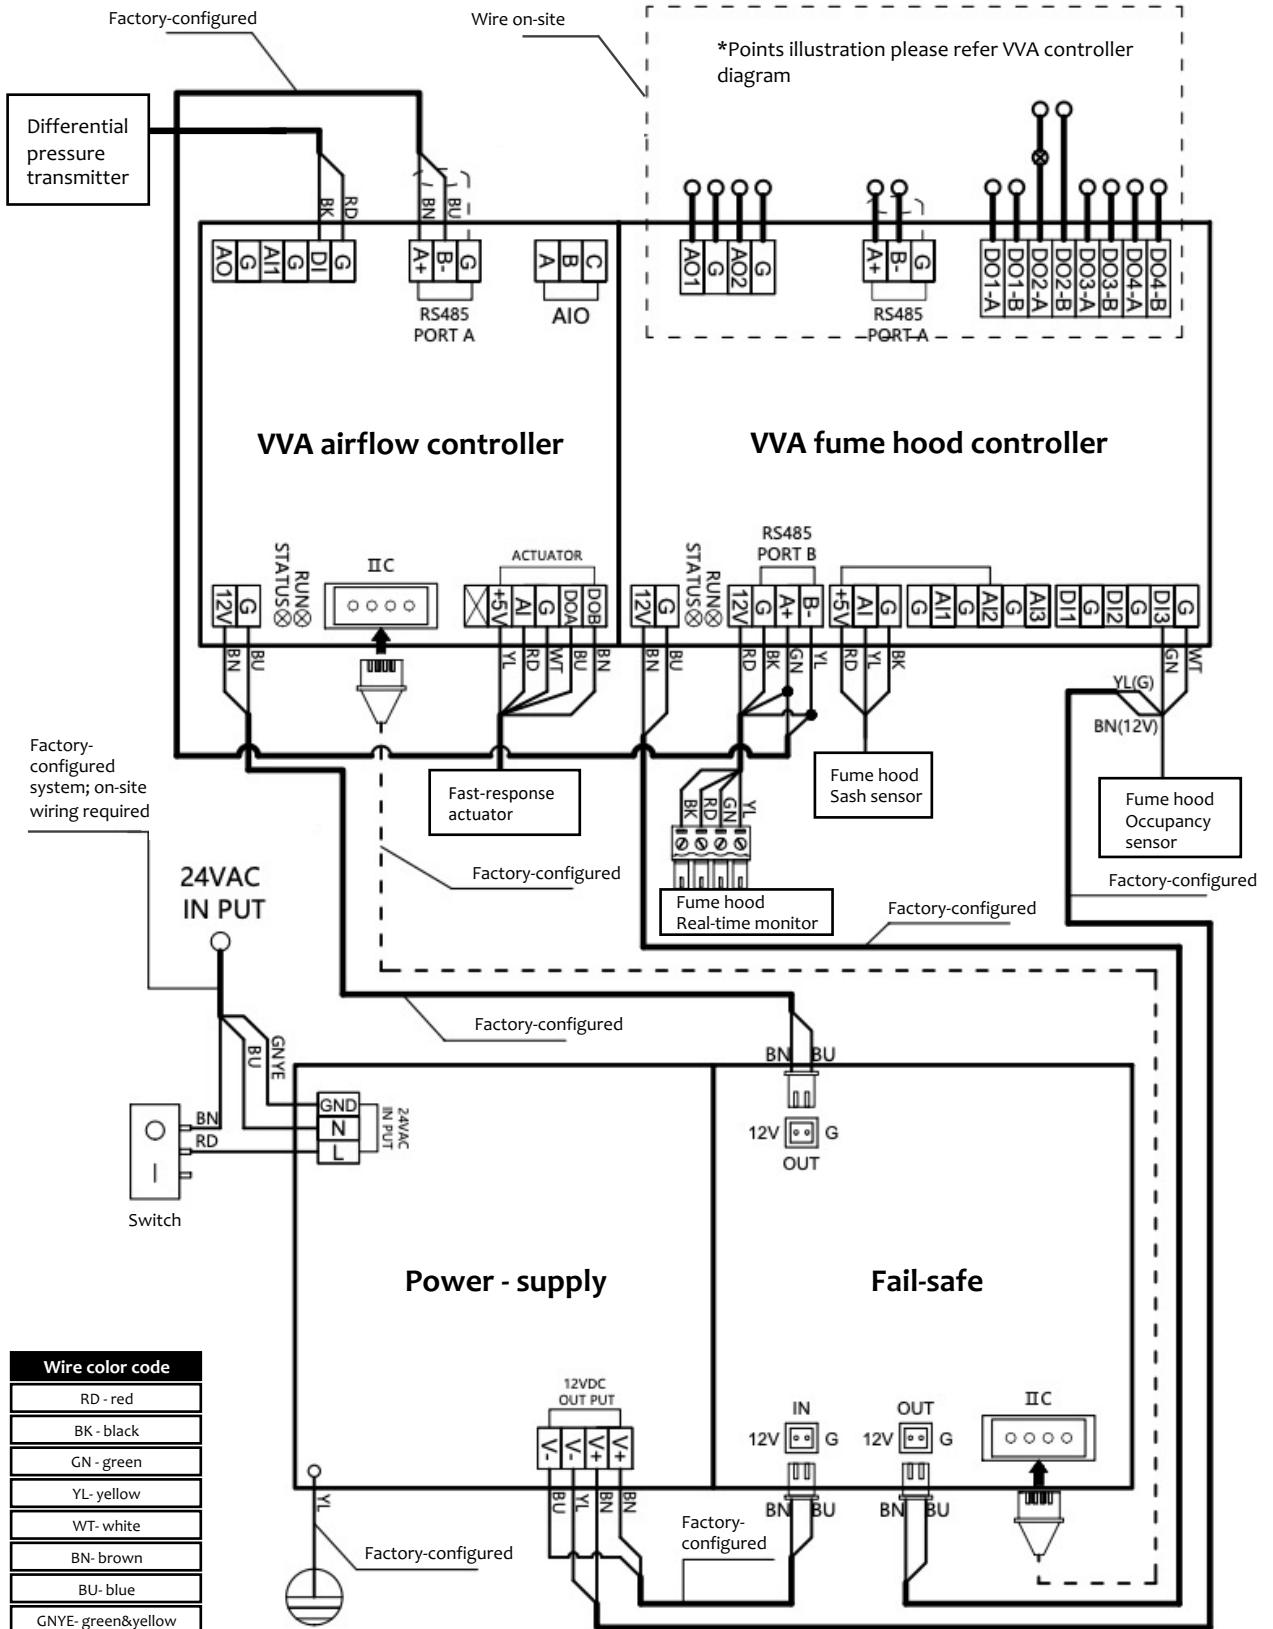 Factory-configured
Wire on-site
*Points illustration please refer VVA controller
diagram
Differential
pressure
transmitter
BK
RD
BN
BU
AO
G
AI1
G
DI
G
A+
B-
G
RS485
PORT A
A
B
C
AIO
AO1
G
AO2
G
A+
B-
G
RS485
PORT A
DO1-A
DO1-B
DO2-A
DO2-B
DO3-A
DO3-B
DO4-A
DO4-B
VVA airflow controller
VVA fume hood controller
12V
G
STATUS
RUN
IIC
ACTUATOR
+5V
AI
G
DOA
DOB
12V
G
STATUS
RUN
RS485
PORT B
12V
G
A+
B-
+5V
AI
G
G
AI1
G
AI2
G
AI3
DI1
G
DI2
G
DI3
G
BN
BU
YL
RD
WT
BU
BN
BN
BU
RD
BK
GN
YL
RD
YL
BK
GN
WT
YL(G)
BN(12V)
Factory-
configured
system; on-site
wiring required
Fast-response
actuator
BK
RD
GN
YL
Fume hood
Sash sensor
Fume hood
Occupancy
sensor
Factory-configured
Fume hood
Real-time monitor
Factory-configured
Factory-configured
24VAC
IN PUT
Factory-configured
BU
GNYE
BN
RD
Switch
GND
N
L
24VAC
IN PUT
BN
BU
12V
G
OUT
Power - supply
Fail-safe
12VDC
OUT PUT
V-
V-
V+
V+
IN
12V
G
OUT
12V
G
IIC
BU
YL
BN
BN
BN
BU
BN
BU
YL
Factory-configured
Factory-
configured
Wire color code
RD - red
BK - black
GN - green
YL- yellow
WT- white
BN- brown
BU- blue
GNYE- green&yellow